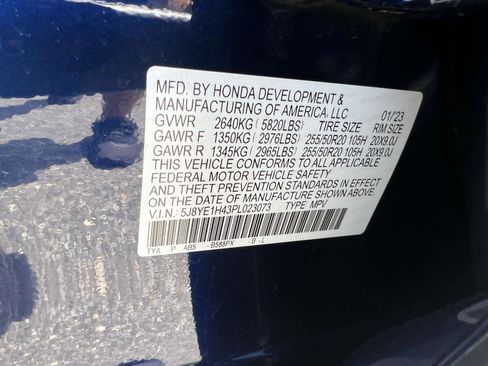 MFD. BY HONDA DEVELOPMENT &
MANUFACTURING OF AMERICA, LLC 01/23
GVWR 2640KG (5820LBS) TIRE SIZE RIM SIZE
GAWR F 1350KG (2976LBS) 255/50R20 105H 20X9.0J
GAWR R 1345KG (2965LBS) 255/50R20 105H 20X9.0J
THIS VEHICLE CONFORMS TO ALL APPLICABLE
FEDERAL MOTOR VEHICLE SAFETY
AND THEFT PREVENTION STANDARDS IN EFFECT
ON THE DATE OF MANUFACTURE SHOWN ABOVE.
V.I.N.: 5J8YE1H43PL023073 TYPE: MPV
TYA P AB5 -B588PX -B-L